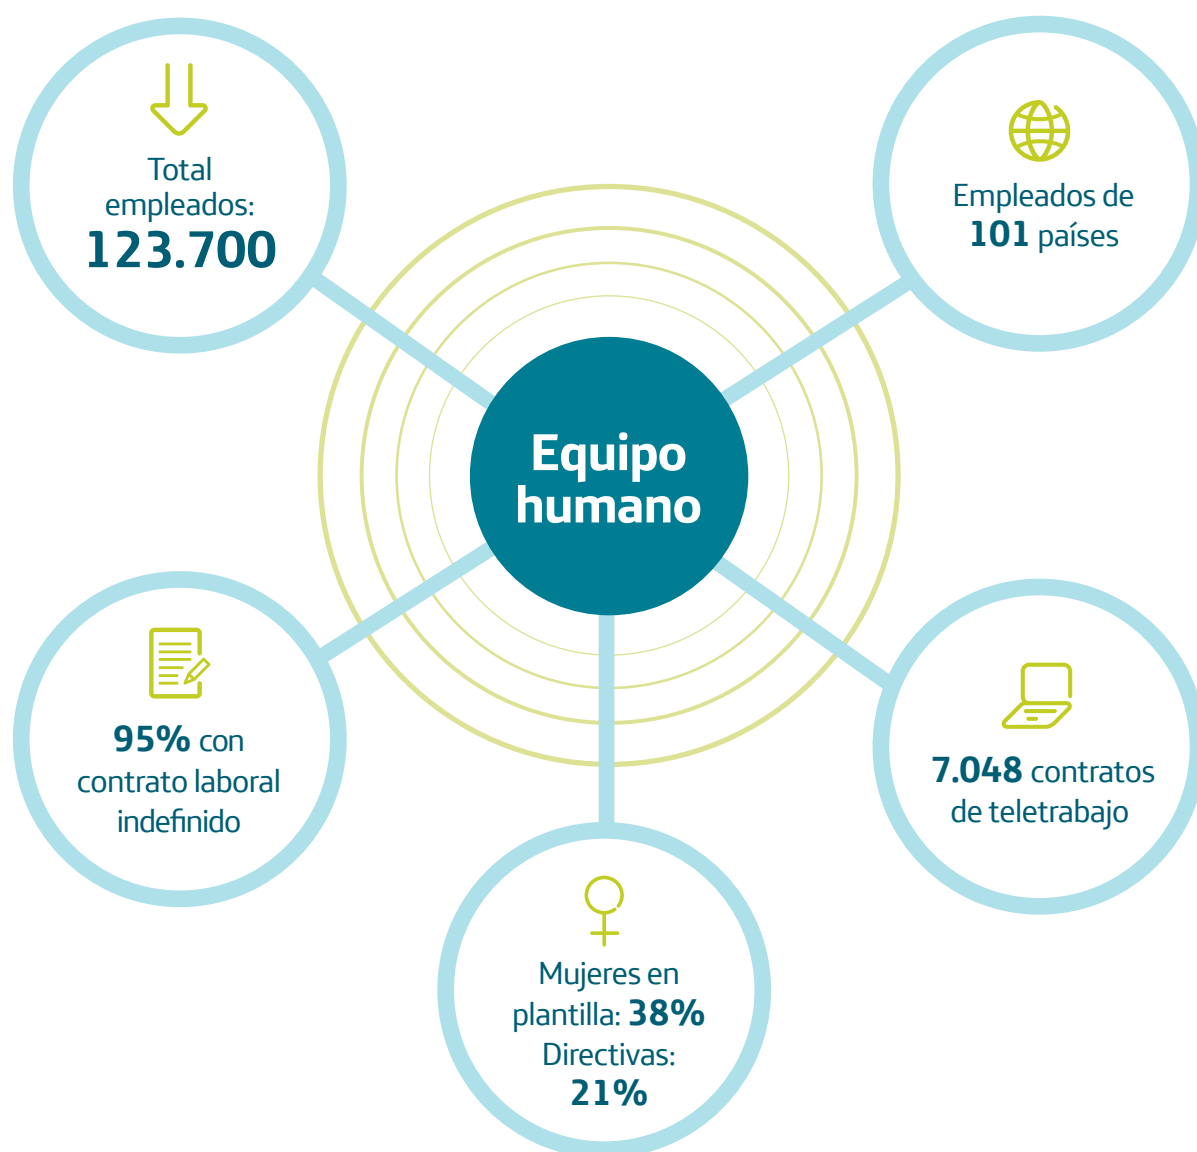 Total
empleados:
123.700
Empleados de
101 países
Equipo
humano
95% con
contrato laboral
indefinido
7.048 contratos
de teletrabajo
Mujeres en
plantilla: 38%
Directivas:
21%